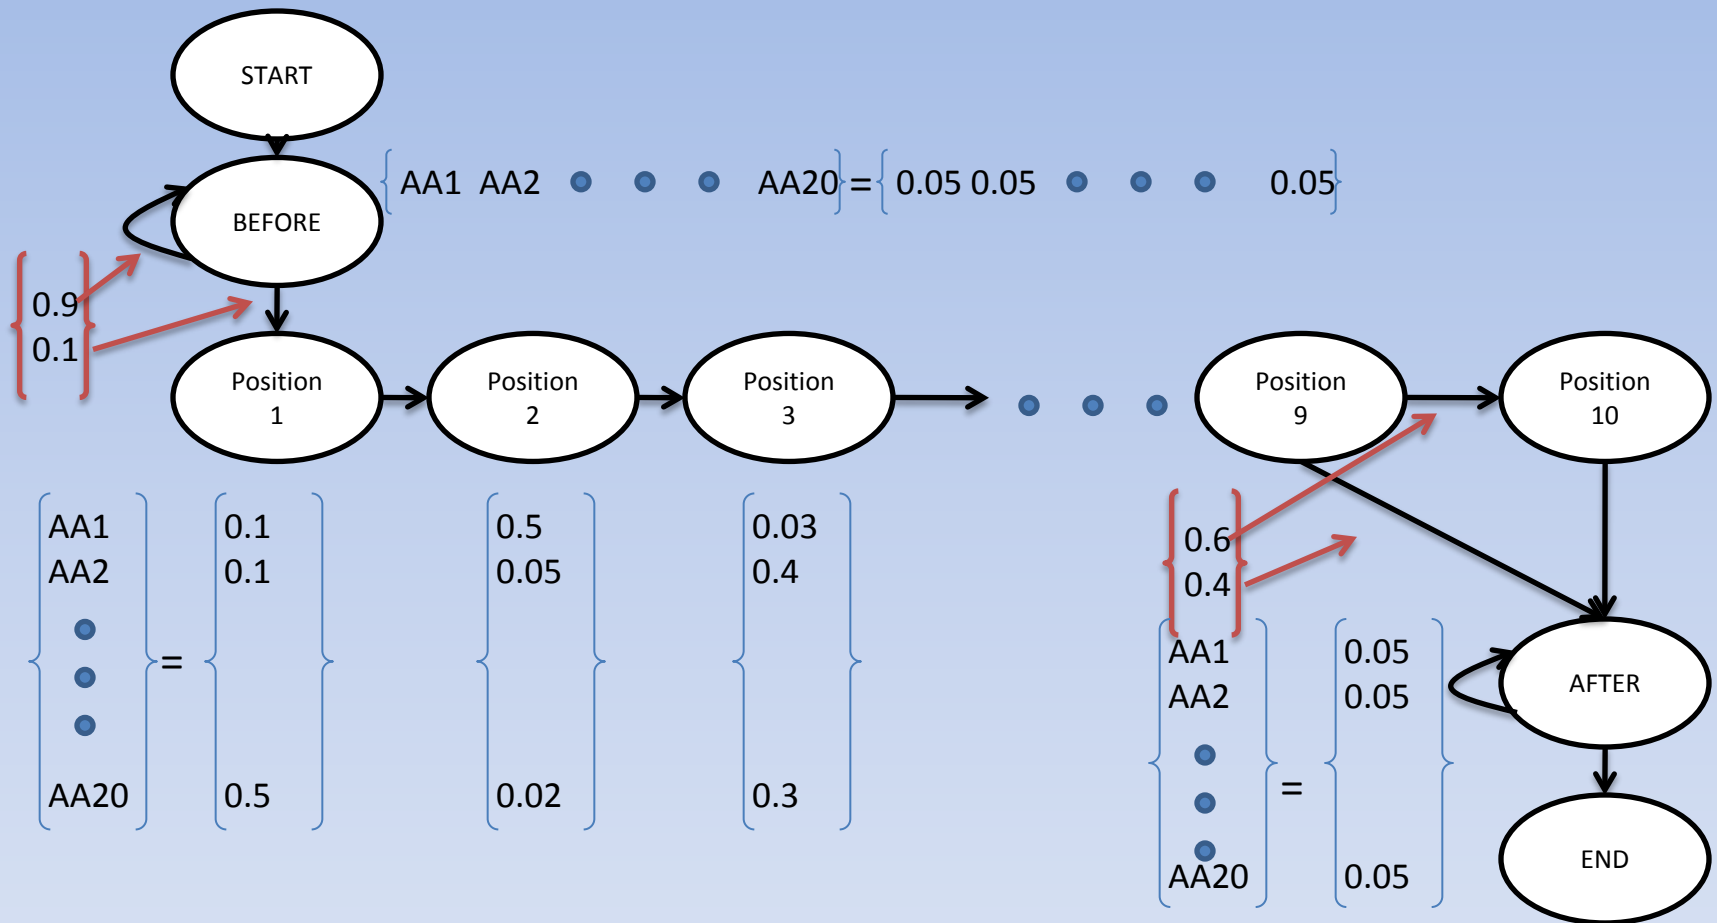 START
{ AA1 AA2 AA20 } = { 0.05 0.05 0.05 }
BEFORE
0.9
0.1
Position
1
Position
2
Position
3
Position
9
Position
10
AA1 0.1 0.5 0.03
AA2 0.1 0.05 0.4
=
AA20 0.5 0.02 0.3
0.6
0.4
AA1 0.05
AA2 0.05
=
AA20 0.05
AFTER
END